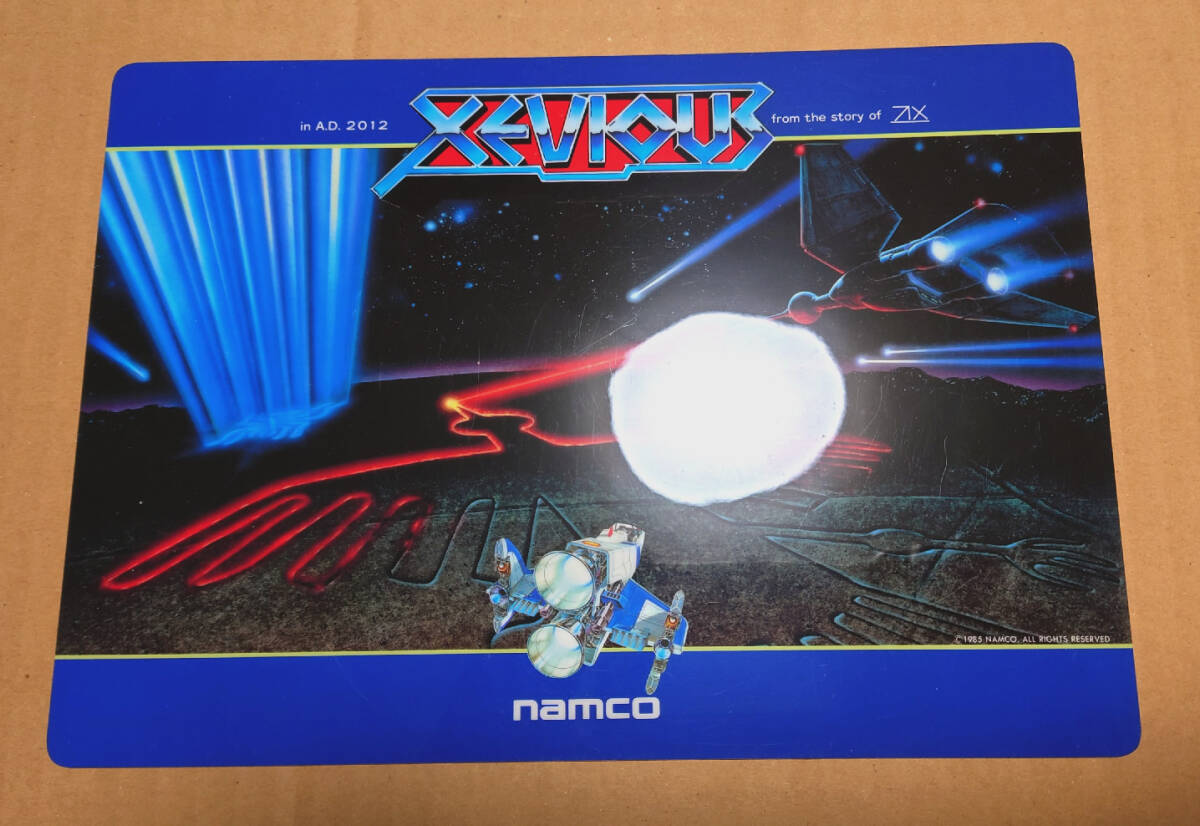 in A.D. 2012
XEVIOUS
from the story of ZIX
© 1985 NAMCO, ALL RIGHTS RESERVED
namco